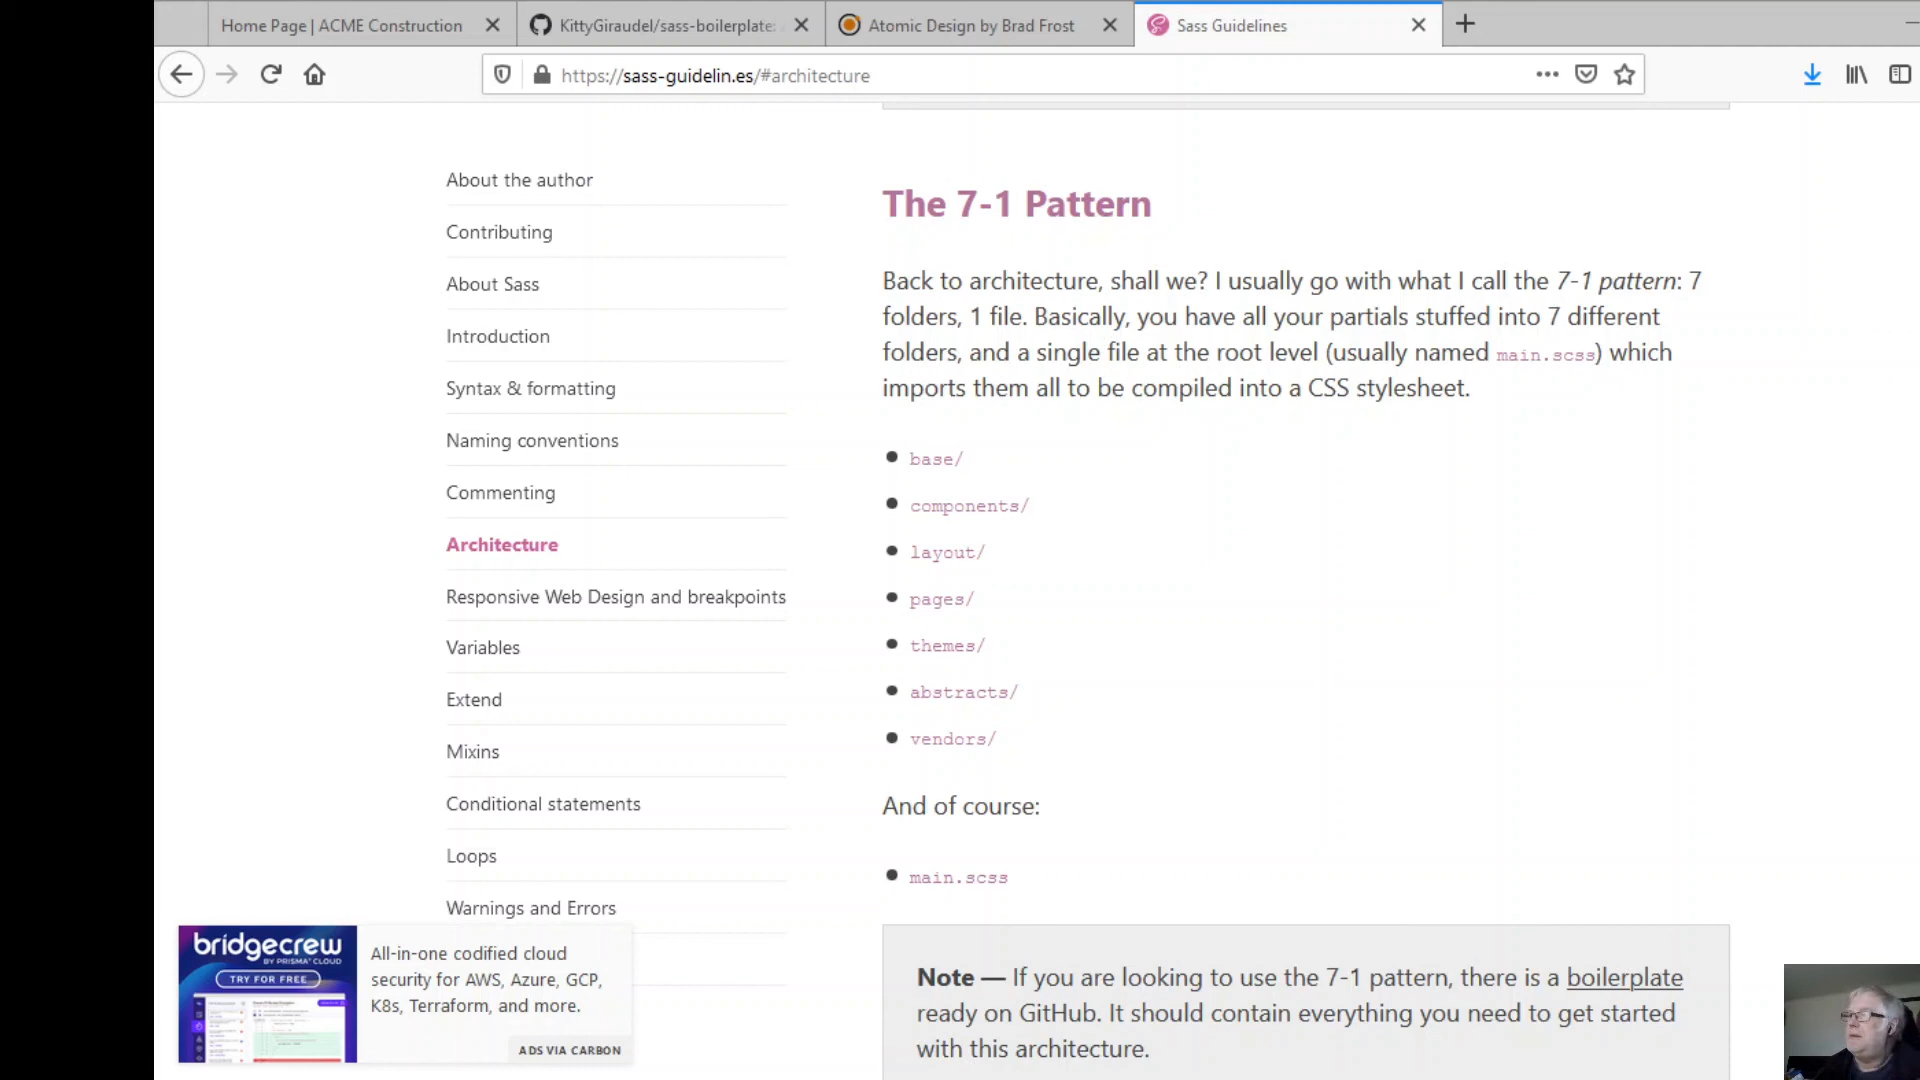 Home Page | ACME Construction
KittyGiraudel/sass-boilerplate:
Atomic Design by Brad Frost
Sass Guidelines
https://sass-guidelin.es/#architecture
About the author
Contributing
About Sass
Introduction
Syntax & formatting
Naming conventions
Commenting
Architecture
Responsive Web Design and breakpoints
Variables
Extend
Mixins
Conditional statements
Loops
Warnings and Errors
The 7-1 Pattern
Back to architecture, shall we? I usually go with what I call the 7-1 pattern: 7
folders, 1 file. Basically, you have all your partials stuffed into 7 different
folders, and a single file at the root level (usually named main.scss) which
imports them all to be compiled into a CSS stylesheet.
base/
components/
layout/
pages/
themes/
abstracts/
vendors/
And of course:
main.scss
Note — If you are looking to use the 7-1 pattern, there is a boilerplate
ready on GitHub. It should contain everything you need to get started
with this architecture.
bridgecrew
BY PRISMA CLOUD
TRY FOR FREE
All-in-one codified cloud
security for AWS, Azure, GCP,
K8s, Terraform, and more.
ADS VIA CARBON